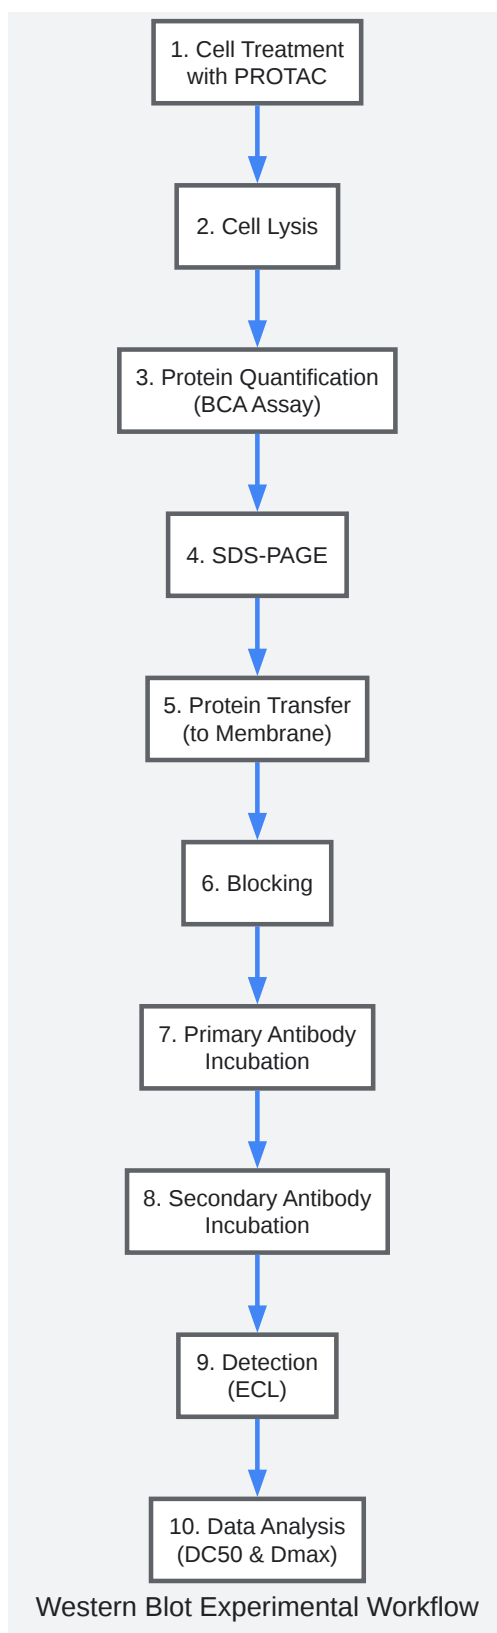 1. Cell Treatment
with PROTAC
2. Cell Lysis
3. Protein Quantification
(BCA Assay)
4. SDS-PAGE
5. Protein Transfer
(to Membrane)
6. Blocking
7. Primary Antibody
Incubation
8. Secondary Antibody
Incubation
9. Detection
(ECL)
10. Data Analysis
(DC50 & Dmax)
Western Blot Experimental Workflow